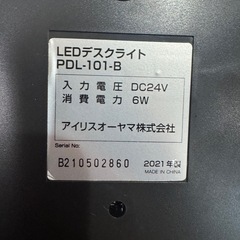 LEDデスクライト
PDL-101-B
入力電圧 DC24V
消費電力 6W
アイリスオーヤマ株式会社
Serial No:
B210502860
2021年製
MADE IN CHINA